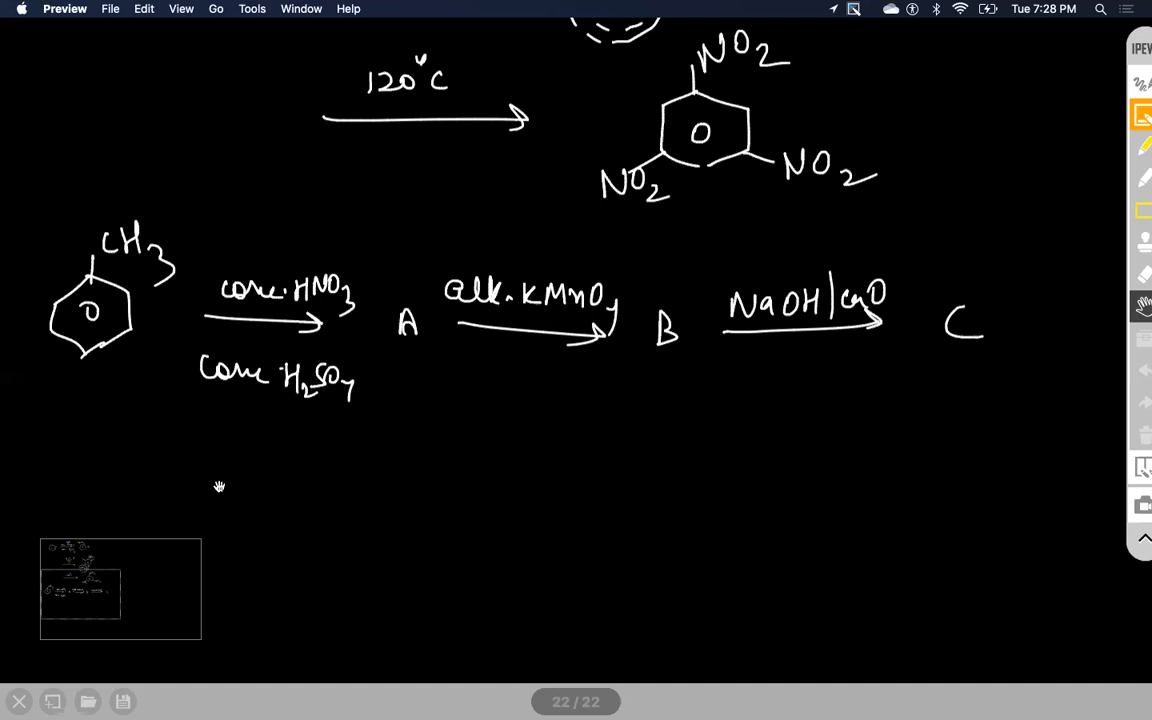 Preview File Edit View Go Tools Window Help Tue 7:28 PM
IPEV
NO2
120°C
NO2
NO2
CH3
conc. HNO3
Conc H2SO4
A
alk. KMnO4
B
NaOH/CaO
C
22 / 22